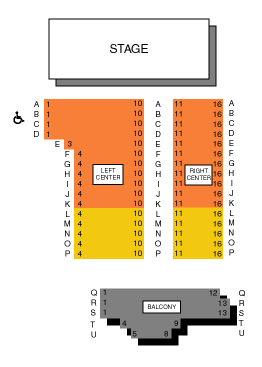 STAGE
A 1 10 A 11 16 A
B 1 10 B 11 16 B
C 1 10 C 11 16 C
D 1 10 D 11 16 D
E 3 10 E 11 16 E
F 4 10 F 11 16 F
G 4 10 G 11 16 G
LEFT RIGHT
H 4 10 H 11 16 H
CENTER CENTER
I 4 10 I 11 16 I
J 4 10 J 11 16 J
K 4 10 K 11 16 K
L 4 10 L 11 16 L
M 4 10 M 11 16 M
N 4 10 N 11 16 N
O 4 10 O 11 16 O
P 4 10 P 11 16 P
Q 1 12 Q
R 1 13 R
BALCONY
S 1 13 S
T 4 9 T
U 5 8 U